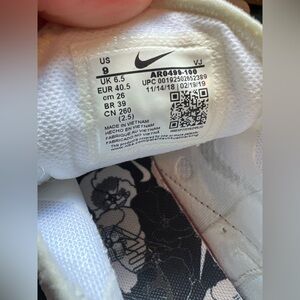 US
9
VJ
UK 6.5
AR0499-100
EUR 40.5
UPC 00192502652389
cm 26
11/14/18 02/19/19
BR 39
CN 260
(2.5)
MADE IN VIETNAM
HECHO EN VIETNAM
FABRIQUÉ AU VIETNAM